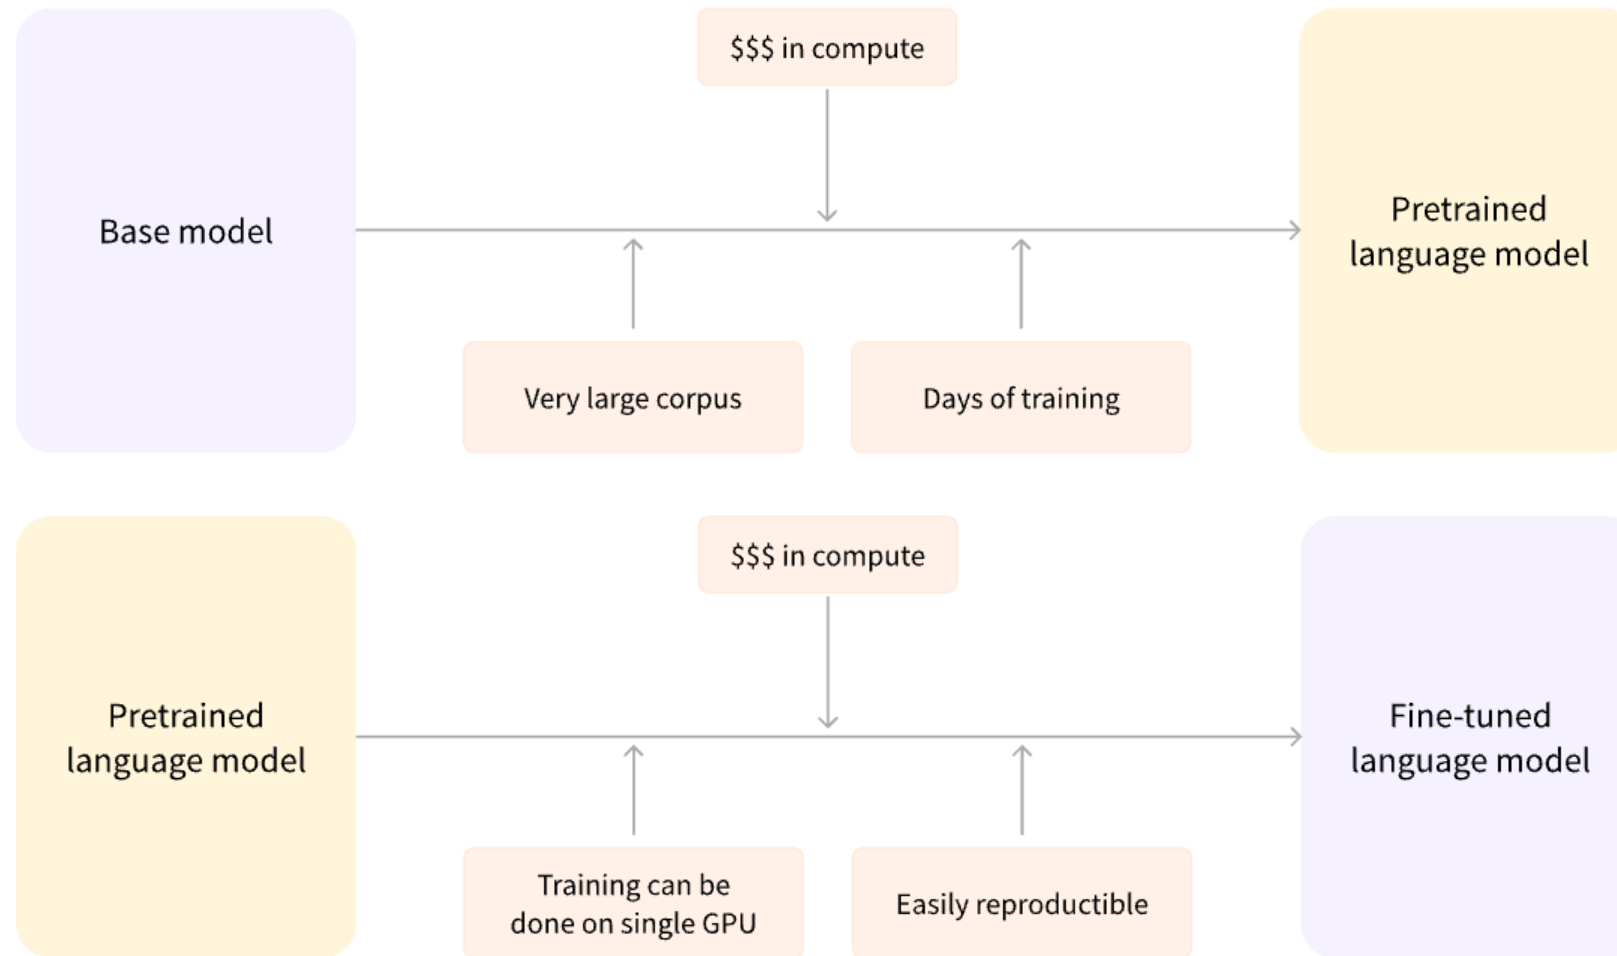 $$$ in compute
Base model
Pretrained
language model
Very large corpus
Days of training
$$$ in compute
Pretrained
language model
Fine-tuned
language model
Training can be
done on single GPU
Easily reproductible